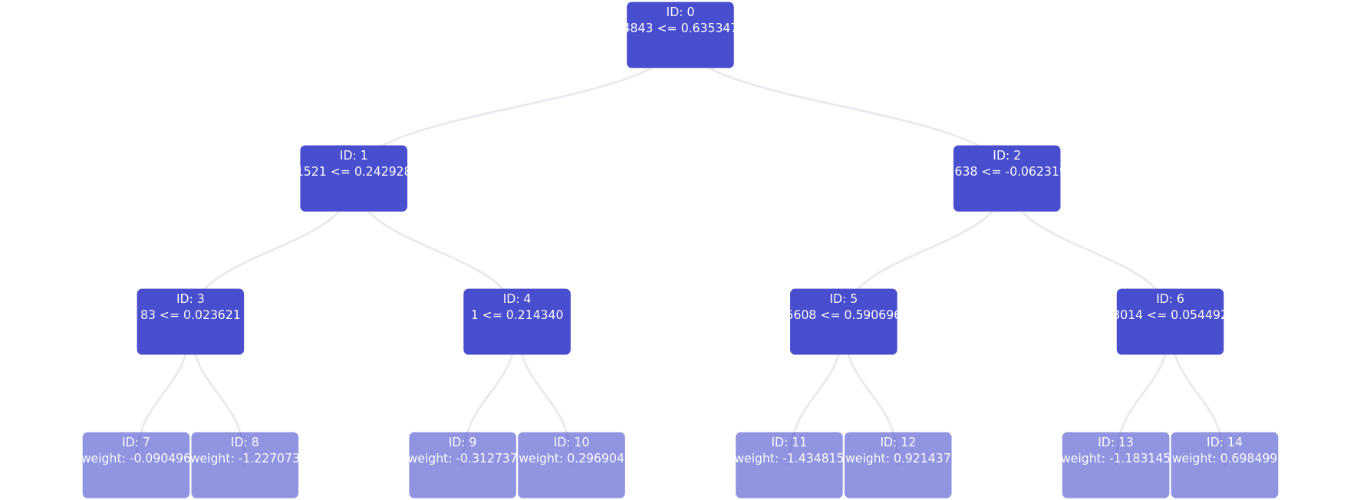 ID: 0
4843 <= 0.635347
ID: 1
1521 <= 0.242928
ID: 2
638 <= -0.06231
ID: 3
83 <= 0.023621
ID: 4
1 <= 0.214340
ID: 5
5608 <= 0.590696
ID: 6
3014 <= 0.054492
ID: 7
weight: -0.090496
ID: 8
weight: -1.227073
ID: 9
weight: -0.312737
ID: 10
weight: 0.296904
ID: 11
weight: -1.434815
ID: 12
weight: 0.921437
ID: 13
weight: -1.183145
ID: 14
weight: 0.698499